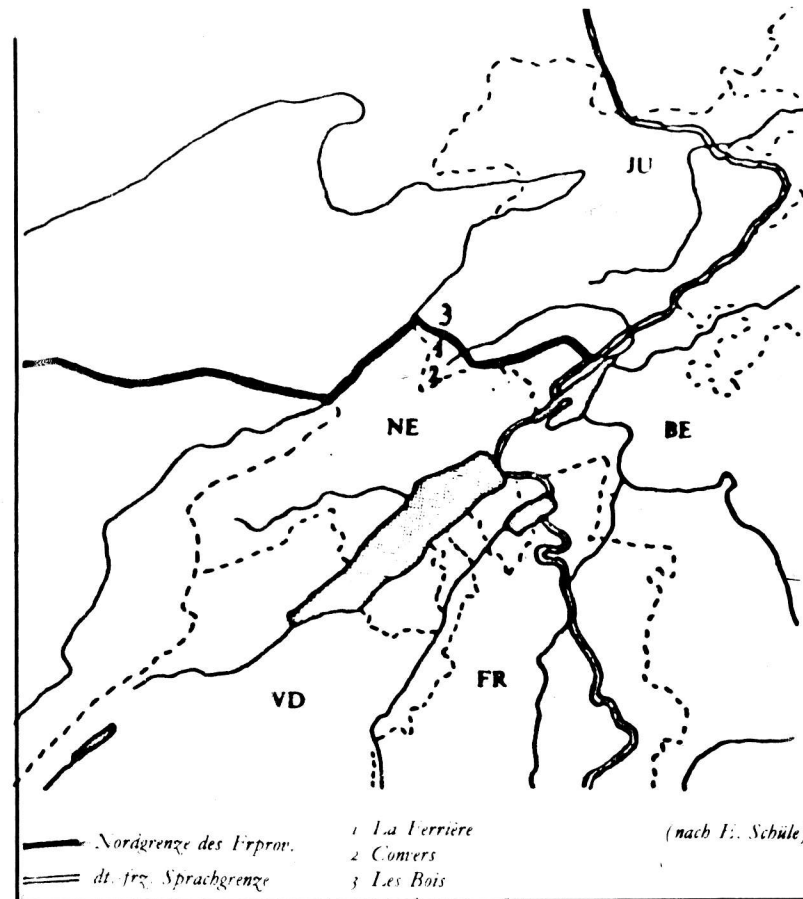 JU
3
1
2
NE
BE
VD
FR
Nordgrenze des Frprov.
dt.-frz. Sprachgrenze
1 La Ferrière
2 Convers
3 Les Bois
(nach E. Schüle)